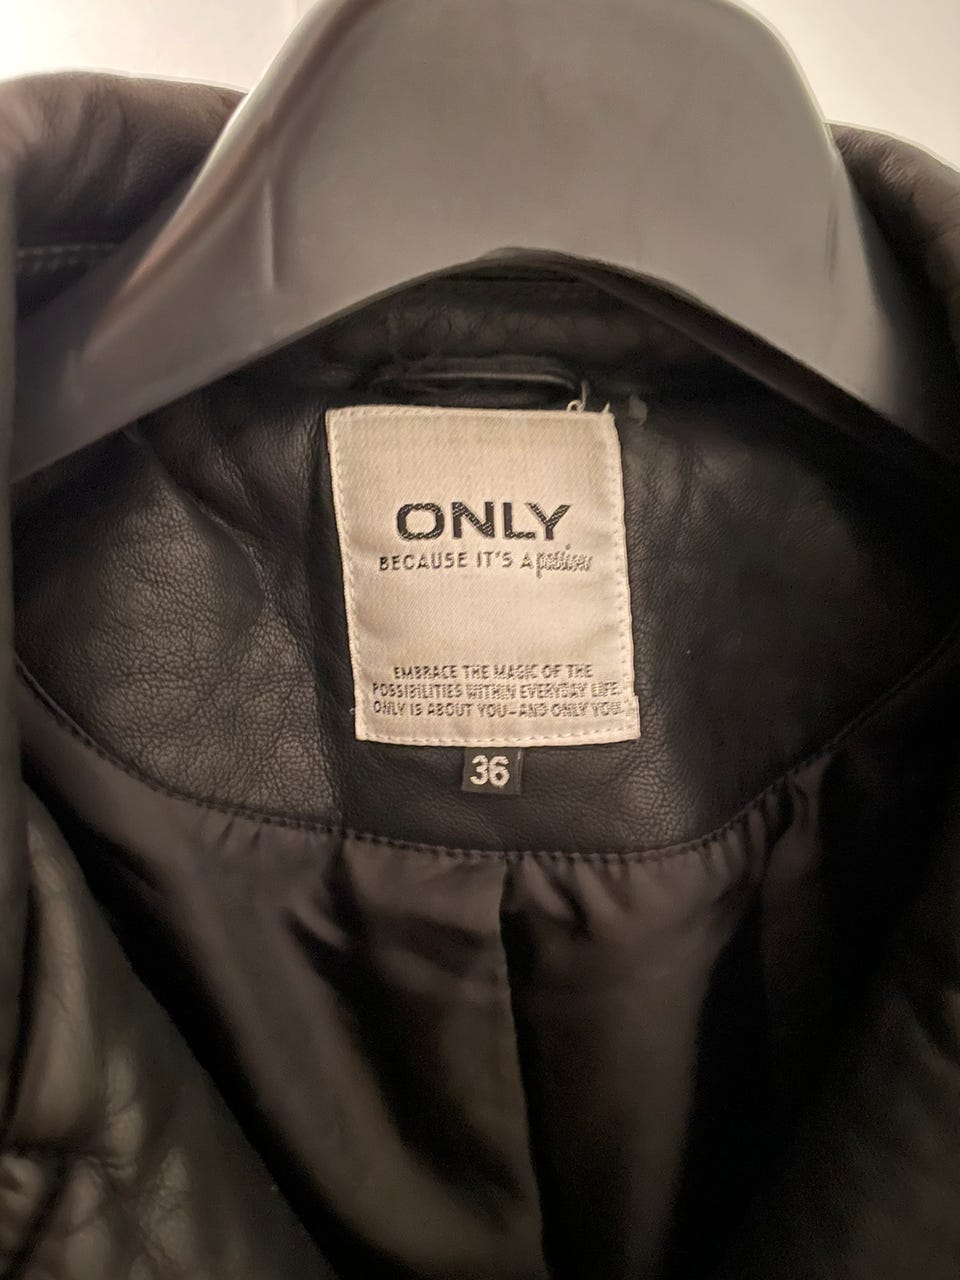 ONLY
BECAUSE IT'S A passion
EMBRACE THE MAGIC OF THE
POSSIBILITIES WITHIN EVERYDAY LIFE.
ONLY IS ABOUT YOU–AND ONLY YOU.
36